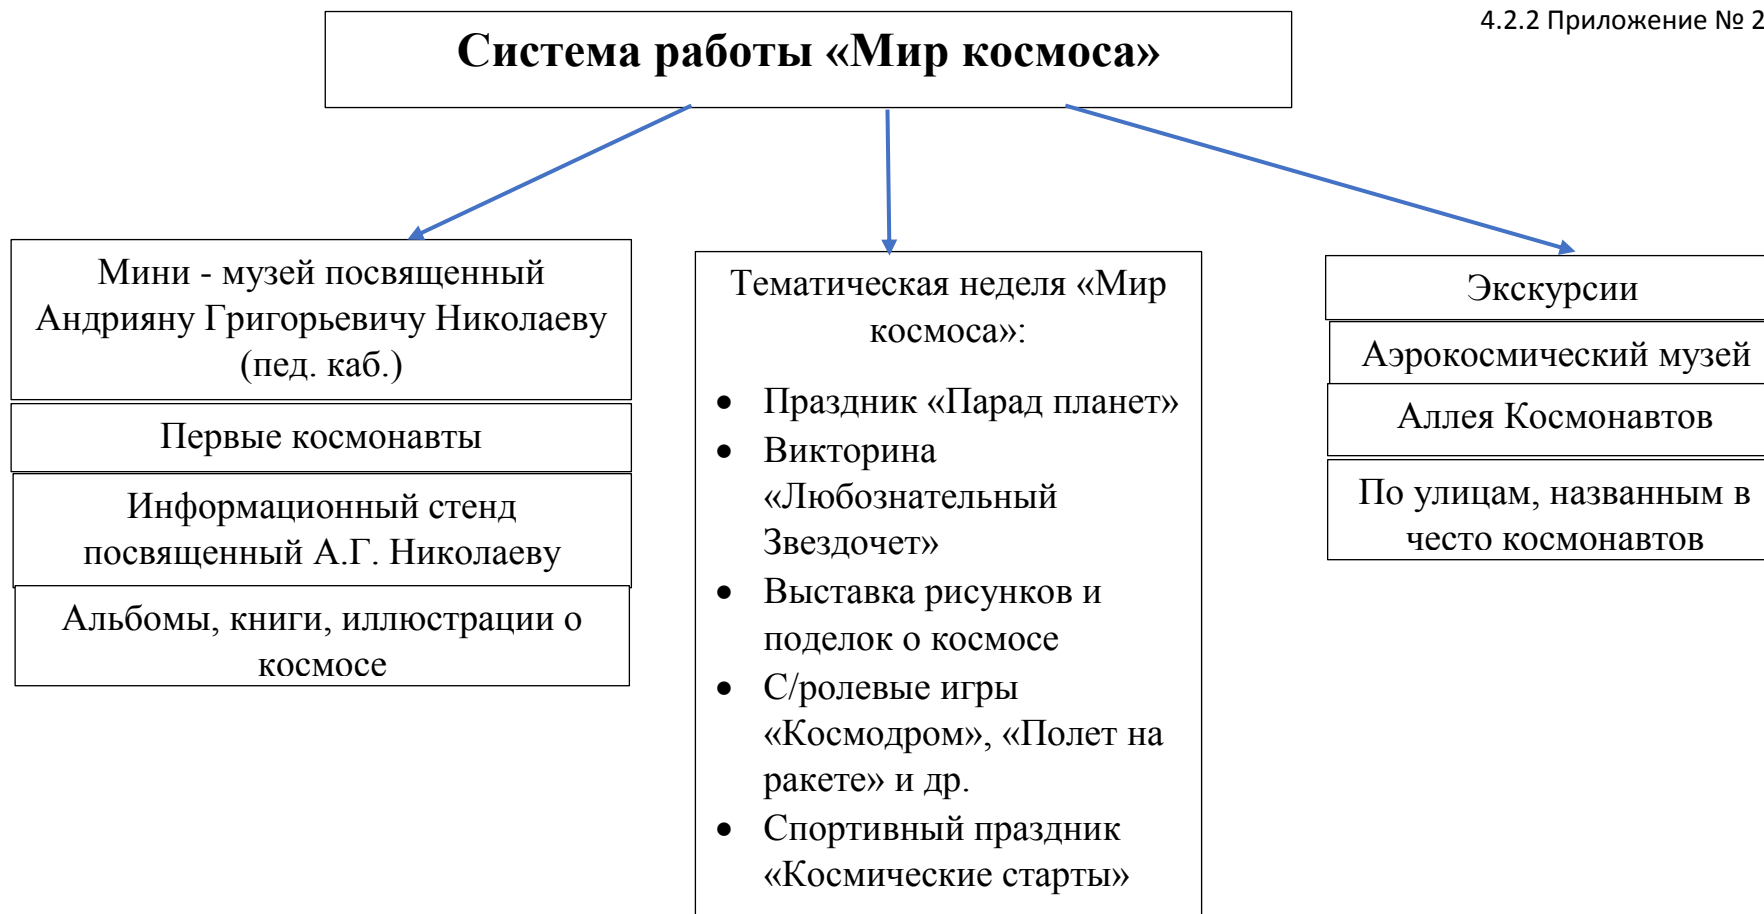 4.2.2 Приложение № 2
Система работы «Мир космоса»
Мини - музей посвященный
Андрияну Григорьевичу Николаеву
(пед. каб.)
Первые космонавты
Информационный стенд
посвященный А.Г. Николаеву
Альбомы, книги, иллюстрации о
космосе
Тематическая неделя «Мир
космоса»:
• Праздник «Парад планет»
• Викторина
«Любознательный
Звездочет»
• Выставка рисунков и
поделок о космосе
• С/ролевые игры
«Космодром», «Полет на
ракете» и др.
• Спортивный праздник
«Космические старты»
Экскурсии
Аэрокосмический музей
Аллея Космонавтов
По улицам, названным в
често космонавтов